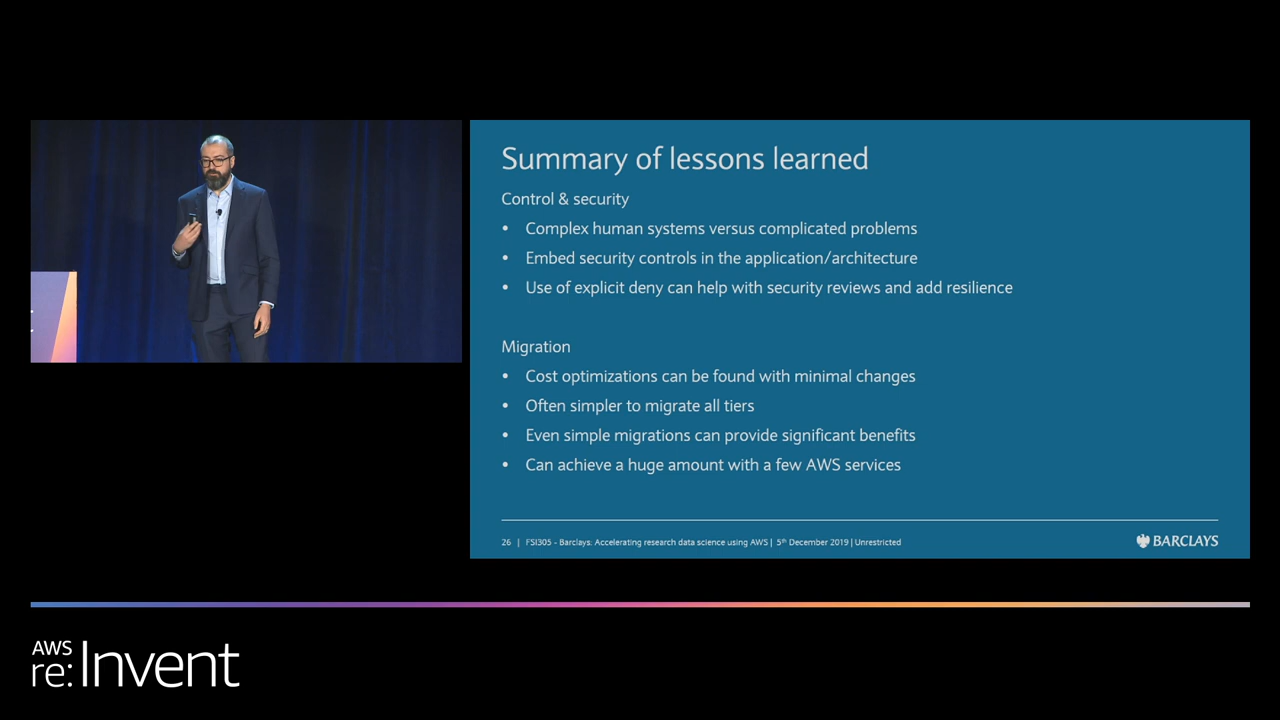 Summary of lessons learned
Control & security
• Complex human systems versus complicated problems
• Embed security controls in the application/architecture
• Use of explicit deny can help with security reviews and add resilience
Migration
• Cost optimizations can be found with minimal changes
• Often simpler to migrate all tiers
• Even simple migrations can provide significant benefits
• Can achieve a huge amount with a few AWS services
26 | FSI305 - Barclays: Accelerating research data science using AWS | 5th December 2019 | Unrestricted
BARCLAYS
AWS
re:Invent